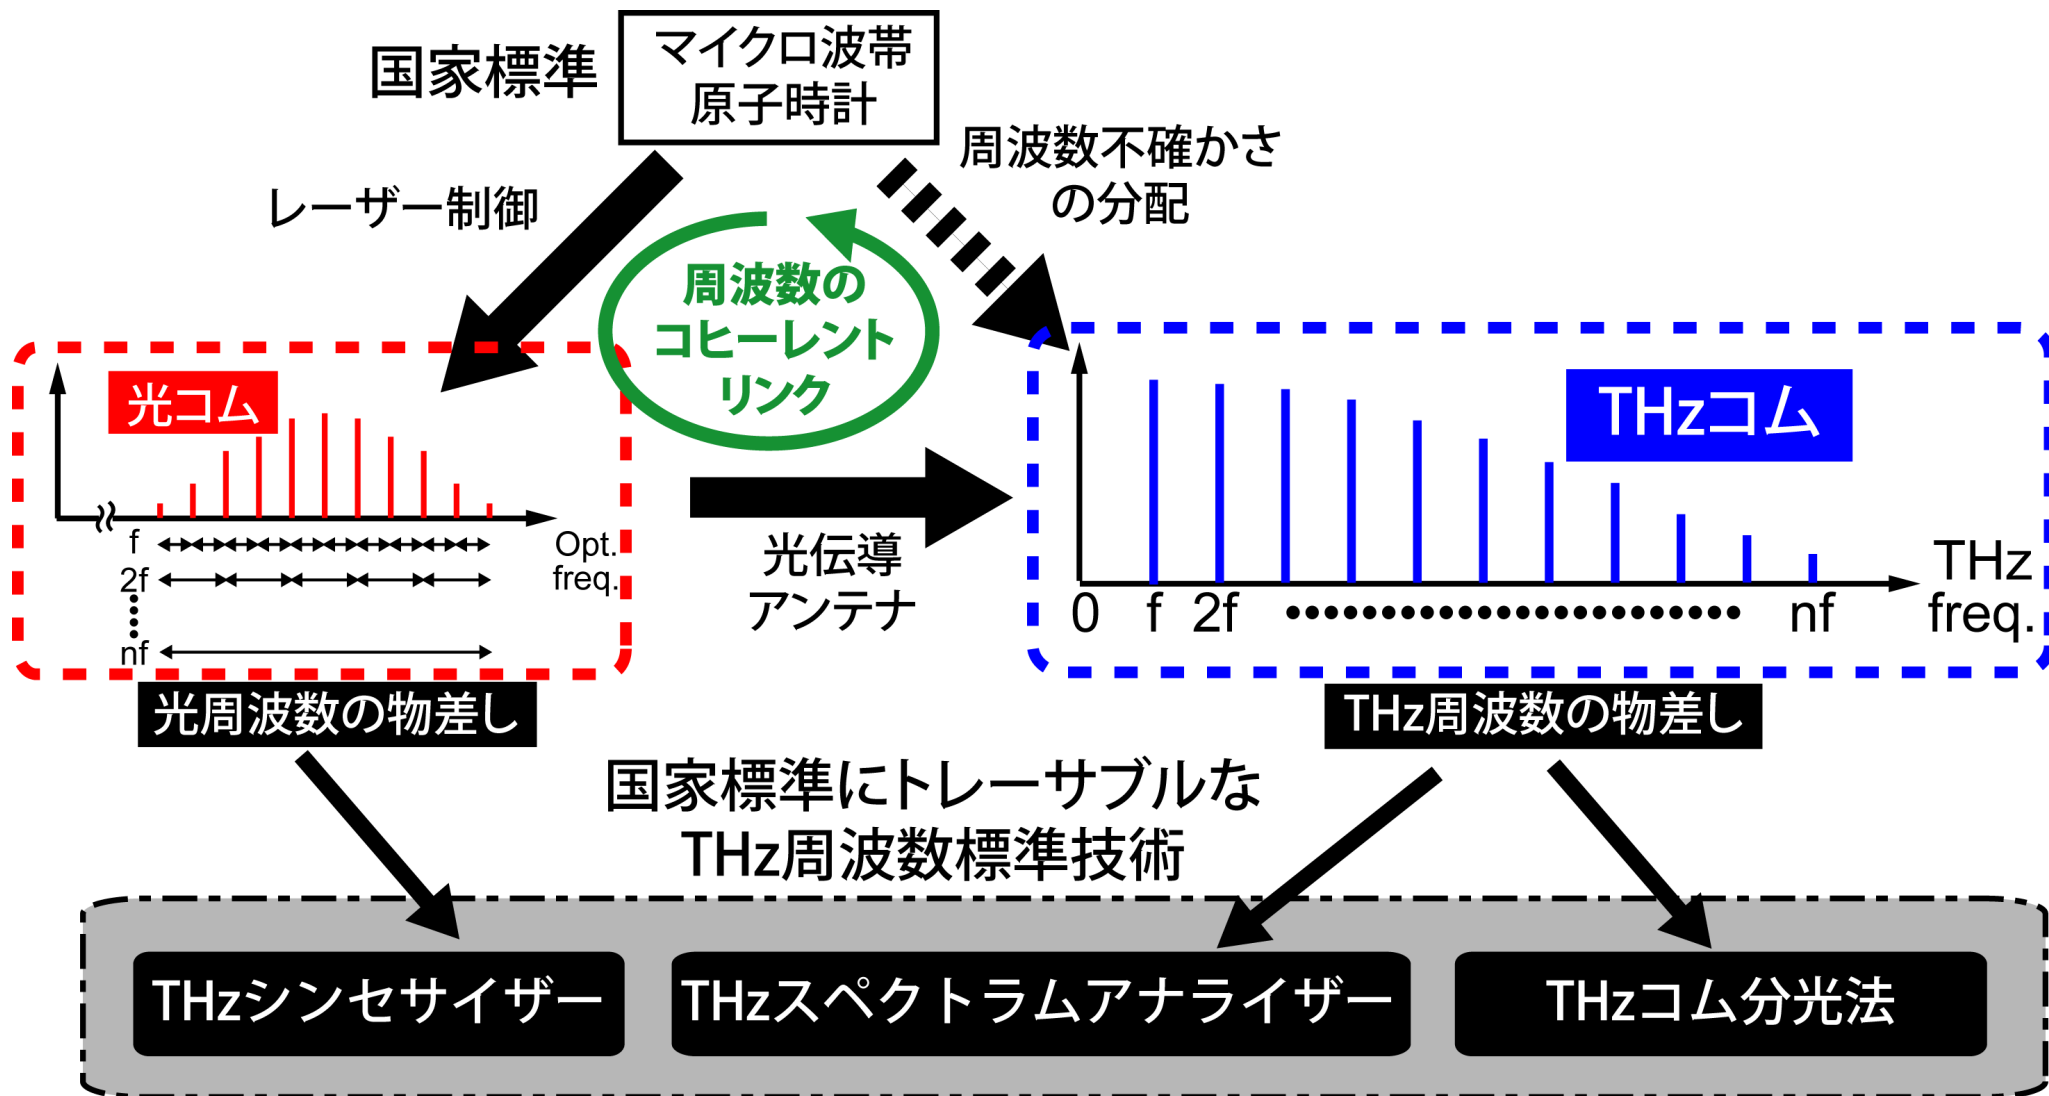 国家標準
マイクロ波帯
原子時計
レーザー制御
周波数不確かさ
の分配
周波数の
コヒーレント
リンク
光コム
f
2f
nf
Opt.
freq.
光伝導
アンテナ
THzコム
0 f 2f nf
THz
freq.
光周波数の物差し
THz周波数の物差し
国家標準にトレーサブルな
THz周波数標準技術
THzシンセサイザー
THzスペクトラムアナライザー
THzコム分光法